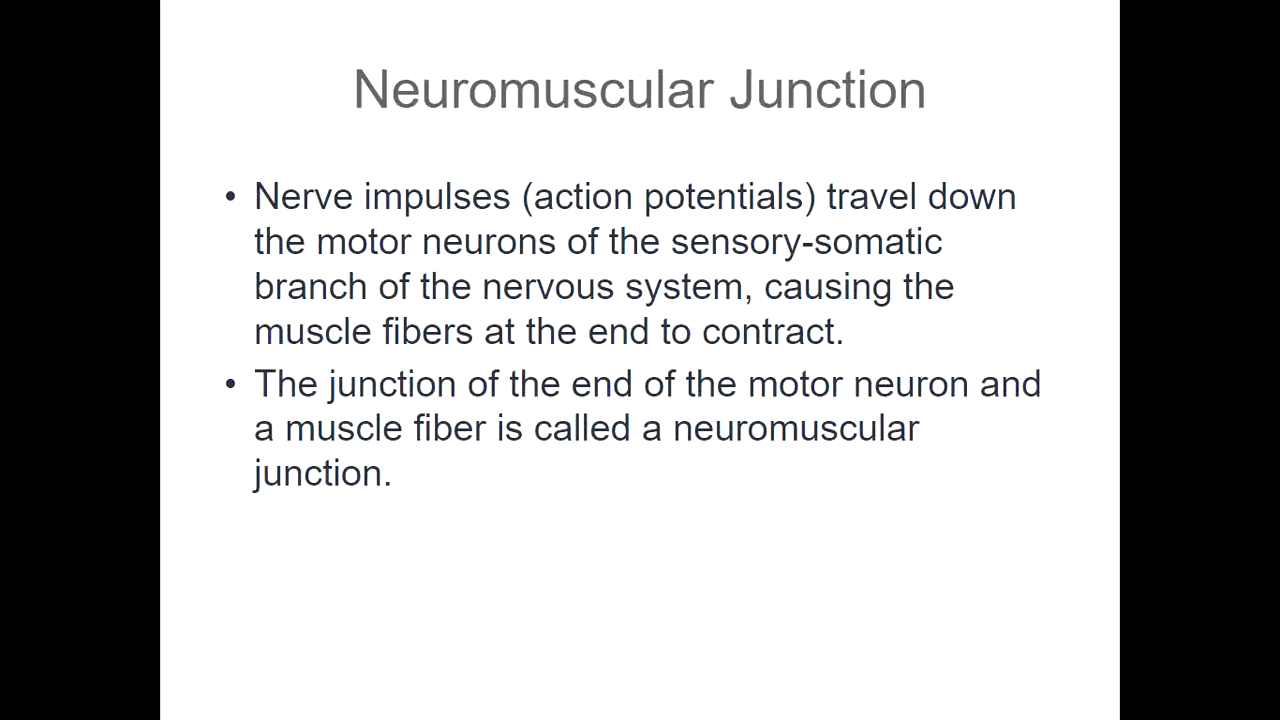 Neuromuscular Junction
• Nerve impulses (action potentials) travel down
the motor neurons of the sensory-somatic
branch of the nervous system, causing the
muscle fibers at the end to contract.
• The junction of the end of the motor neuron and
a muscle fiber is called a neuromuscular
junction.